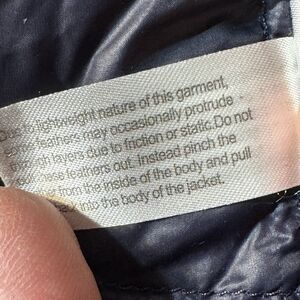 Due to lightweight nature of this garment,
feathers may occasionally protrude
through layers due to friction or static. Do not
these feathers out. Instead pinch the
from the inside of the body and pull
back into the body of the jacket.